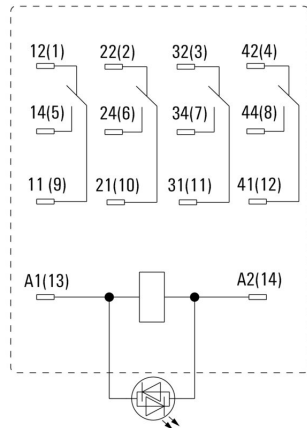 12(1) 22(2) 32(3) 42(4)
14(5) 24(6) 34(7) 44(8)
11 (9) 21(10) 31(11) 41(12)
A1(13) A2(14)